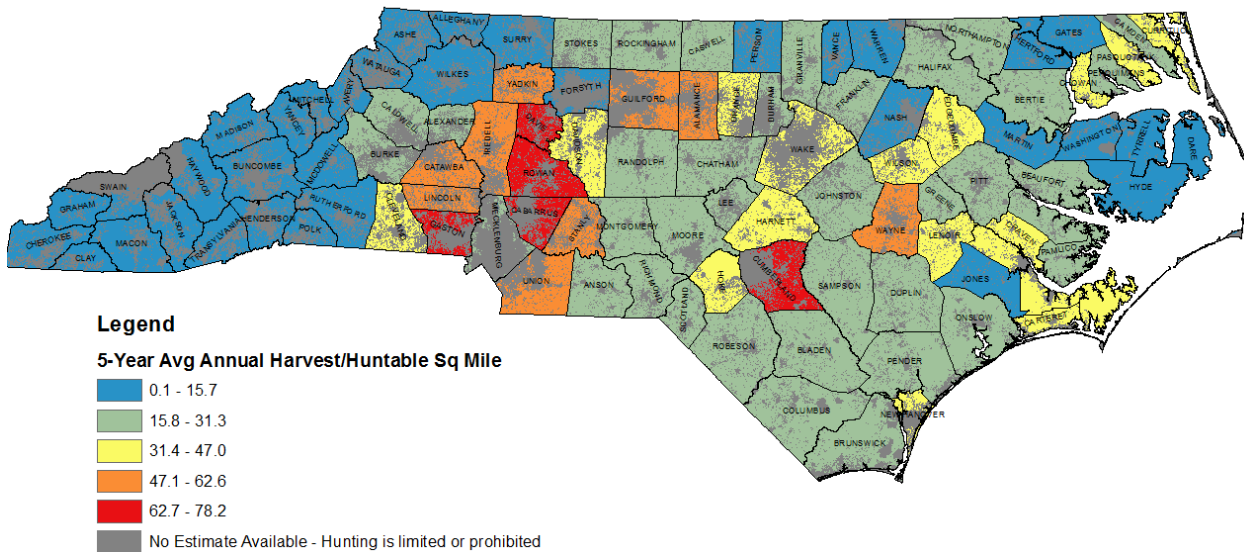 ALLEGHANY
ASHE
SURRY
STOKES
ROCKINGHAM
CASWELL
PERSON
GRANVILLE
VANCE
WARREN
NORTHAMPTON
HERTFORD
GATES
PASQUOTANK
PERQUIMANS
CHOWAN
HALIFAX
BERTIE
WATAUGA
WILKES
YADKIN
FORSYTH
GUILFORD
ALAMANCE
ORANGE
DURHAM
FRANKLIN
NASH
EDGECOMBE
MARTIN
WASHINGTON
TYRRELL
DARE
HYDE
AVERY
MITCHELL
YANCEY
MADISON
CALDWELL
ALEXANDER
IREDELL
DAVIE
DAVIDSON
RANDOLPH
CHATHAM
WAKE
WILSON
PITT
BEAUFORT
BURKE
CATAWBA
ROWAN
MCDOWELL
BUNCOMBE
HAYWOOD
SWAIN
GRAHAM
CHEROKEE
CLAY
MACON
JACKSON
TRANSYLVANIA
HENDERSON
POLK
RUTHERFORD
CLEVELAND
LINCOLN
GASTON
MECKLENBURG
CABARRUS
STANLY
UNION
ANSON
MONTGOMERY
RICHMOND
MOORE
LEE
HARNETT
JOHNSTON
WAYNE
GREENE
LENOIR
CRAVEN
PAMLICO
JONES
CARTERET
SCOTLAND
HOKE
CUMBERLAND
SAMPSON
DUPLIN
ONSLOW
ROBESON
BLADEN
PENDER
COLUMBUS
NEW HANOVER
BRUNSWICK
Legend
5-Year Avg Annual Harvest/Huntable Sq Mile
0.1 - 15.7
15.8 - 31.3
31.4 - 47.0
47.1 - 62.6
62.7 - 78.2
No Estimate Available - Hunting is limited or prohibited